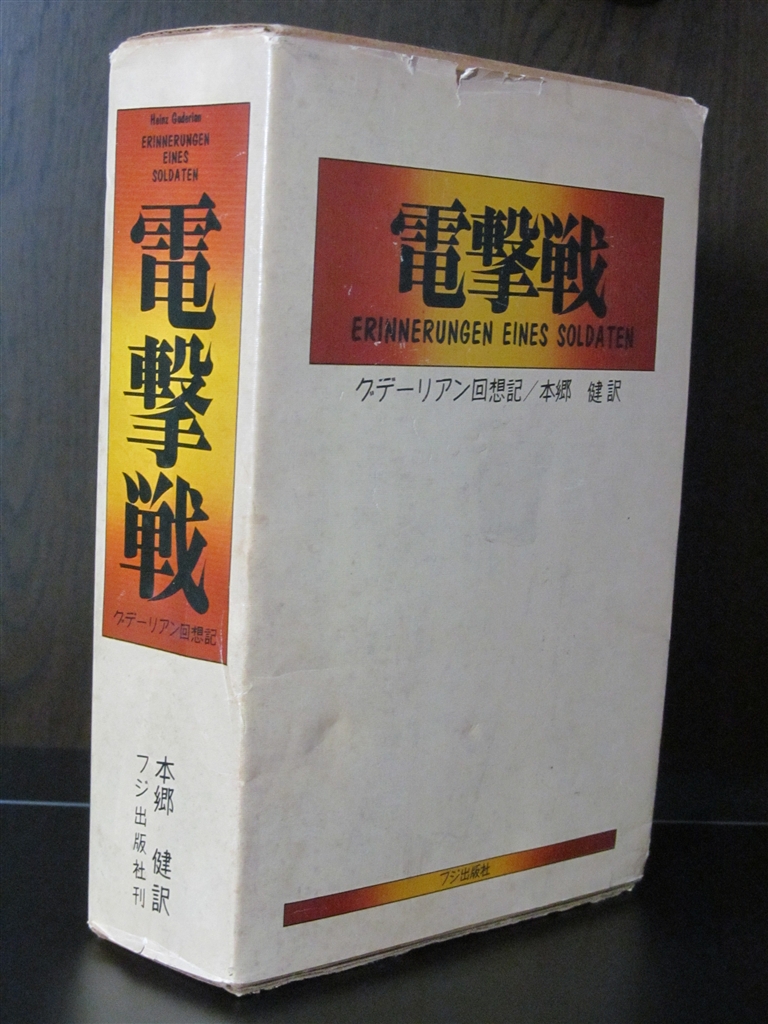 Heinz Guderian
ERINNERUNGEN
EINES
SOLDATEN
電撃戦
グデーリアン回想記
本郷 健訳
フジ出版社刊
電撃戦
ERINNERUNGEN EINES SOLDATEN
グデーリアン回想記/本郷 健訳
フジ出版社